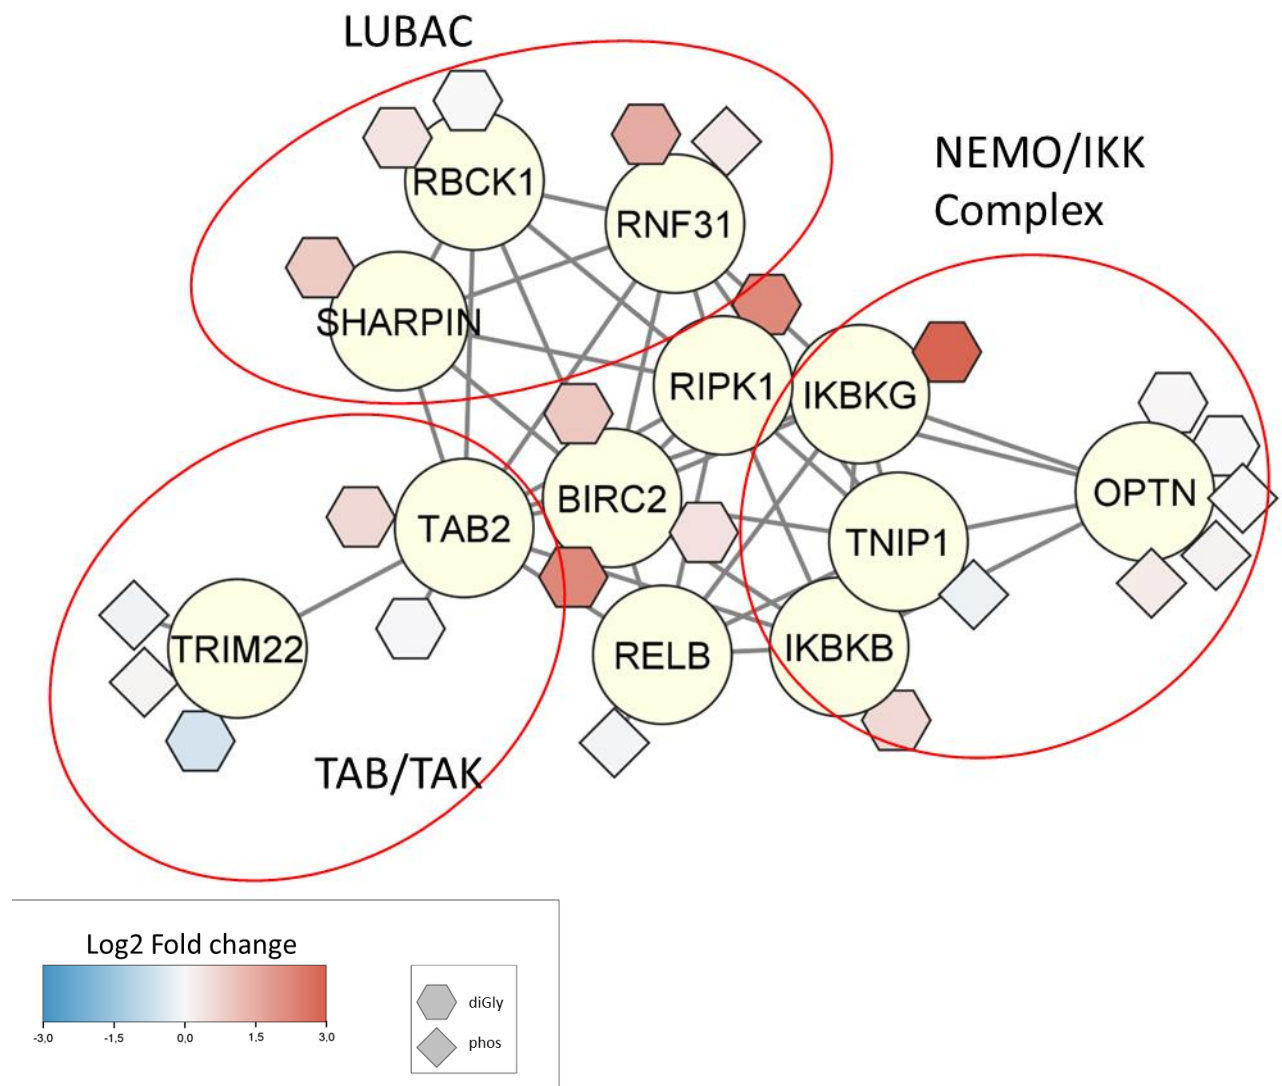 LUBAC
NEMO/IKK
Complex
RBCK1
RNF31
SHARPIN
RIPK1
IKBKG
OPTN
BIRC2
TAB2
TNIP1
TRIM22
RELB
IKBKB
TAB/TAK
Log2 Fold change
-3,0 -1,5 0,0 1,5 3,0
diGly
phos